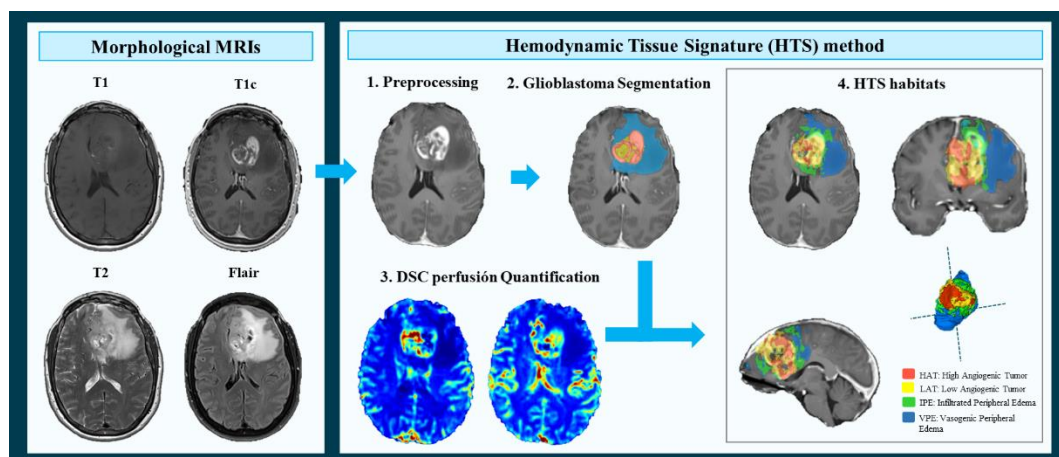 Morphological MRIs
T1
T1c
T2
Flair
Hemodynamic Tissue Signature (HTS) method
1. Preprocessing
2. Glioblastoma Segmentation
3. DSC perfusión Quantification
4. HTS habitats
HAT: High Angiogenic Tumor
LAT: Low Angiogenic Tumor
IPE: Infiltrated Peripheral Edema
VPE: Vasogenic Peripheral
Edema